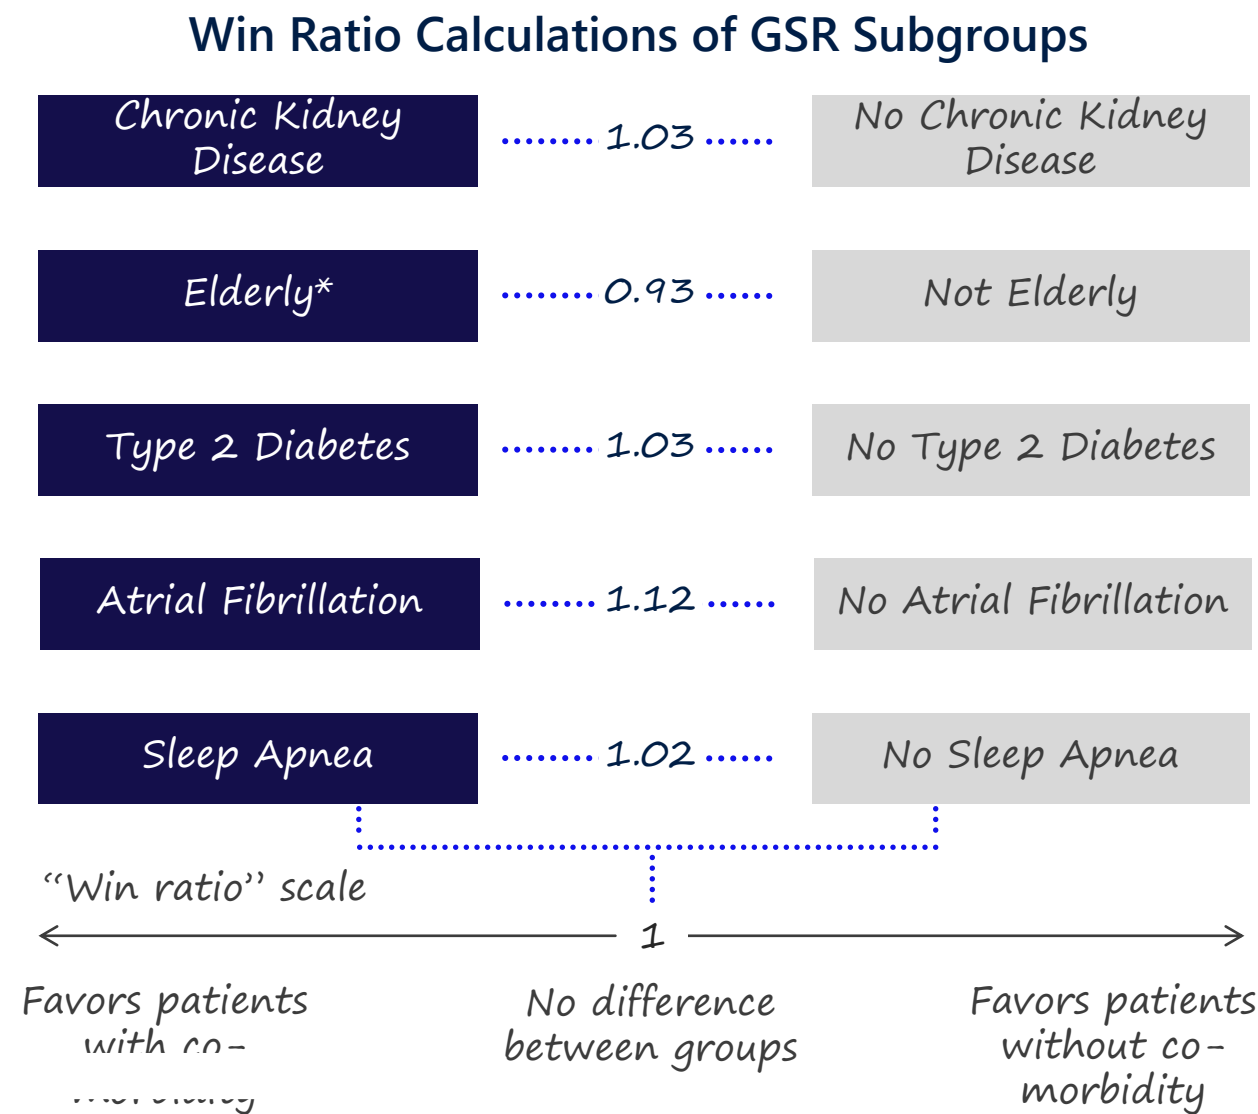 Win Ratio Calculations of GSR Subgroups
Chronic Kidney
Disease
1.03
No Chronic Kidney
Disease
Elderly*
0.93
Not Elderly
Type 2 Diabetes
1.03
No Type 2 Diabetes
Atrial Fibrillation
1.12
No Atrial Fibrillation
Sleep Apnea
1.02
No Sleep Apnea
“Win ratio” scale
1
Favors patients
with co-
No difference
between groups
Favors patients
without co-
morbidity